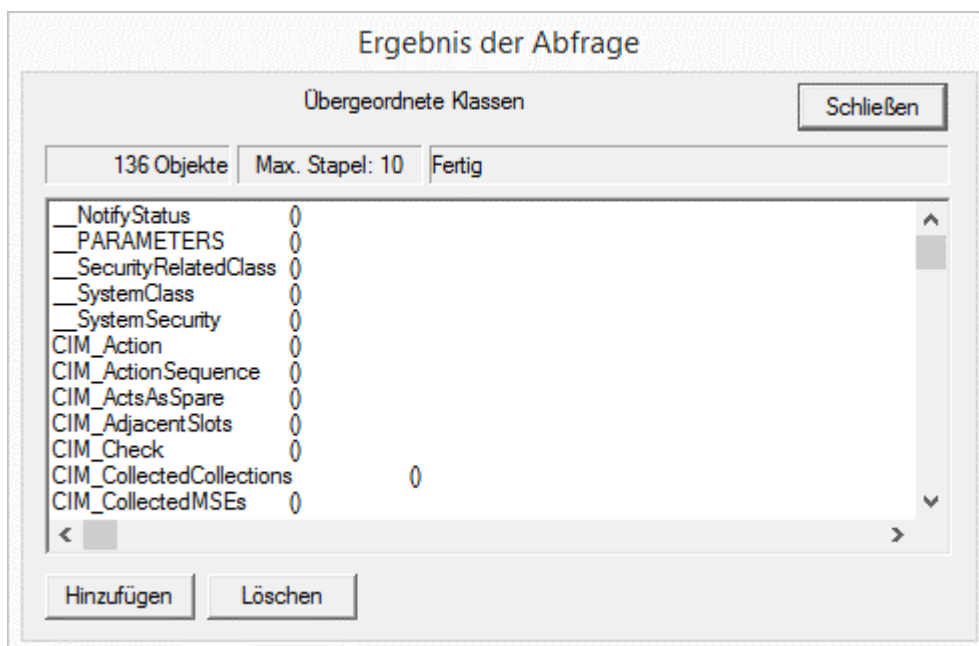 Ergebnis der Abfrage
Übergeordnete Klassen
Schließen
136 Objekte Max. Stapel: 10 Fertig
__NotifyStatus ()
__PARAMETERS ()
__SecurityRelatedClass ()
__SystemClass ()
__SystemSecurity ()
CIM_Action ()
CIM_ActionSequence ()
CIM_ActsAsSpare ()
CIM_AdjacentSlots ()
CIM_Check ()
CIM_CollectedCollections ()
CIM_CollectedMSEs ()
Hinzufügen Löschen